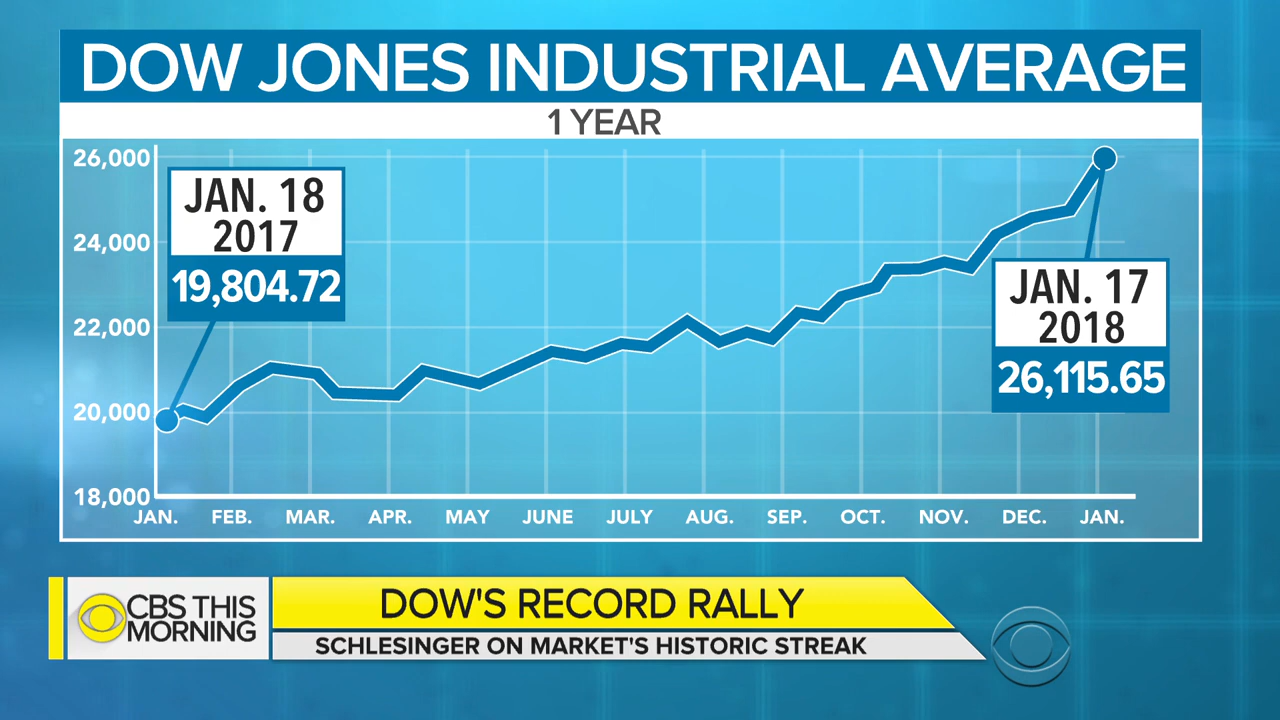 DOW JONES INDUSTRIAL AVERAGE
1 YEAR
26,000
24,000
22,000
20,000
18,000
JAN. 18
2017
19,804.72
JAN. 17
2018
26,115.65
JAN. FEB. MAR. APR. MAY JUNE JULY AUG. SEP. OCT. NOV. DEC. JAN.
CBS THIS
MORNING
DOW'S RECORD RALLY
SCHLESINGER ON MARKET'S HISTORIC STREAK